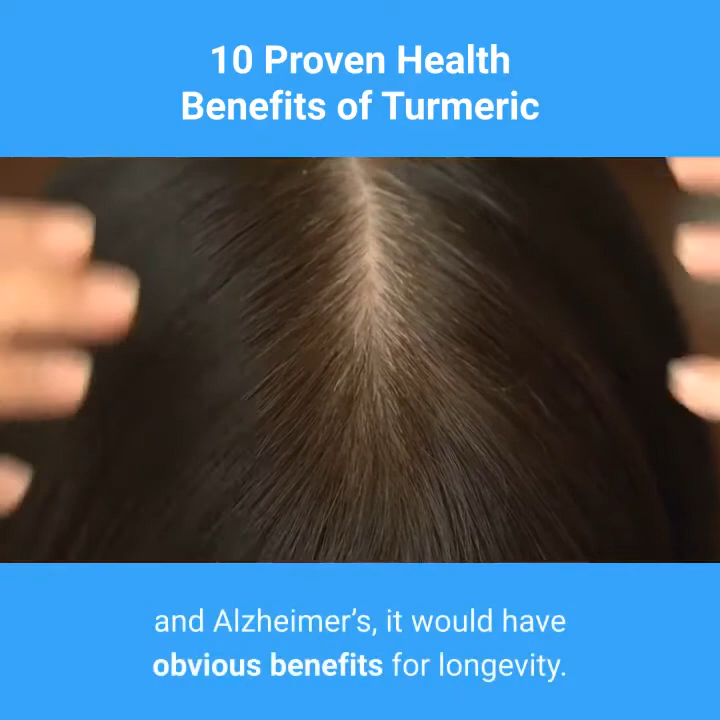 10 Proven Health
Benefits of Turmeric
and Alzheimer’s, it would have
obvious benefits for longevity.